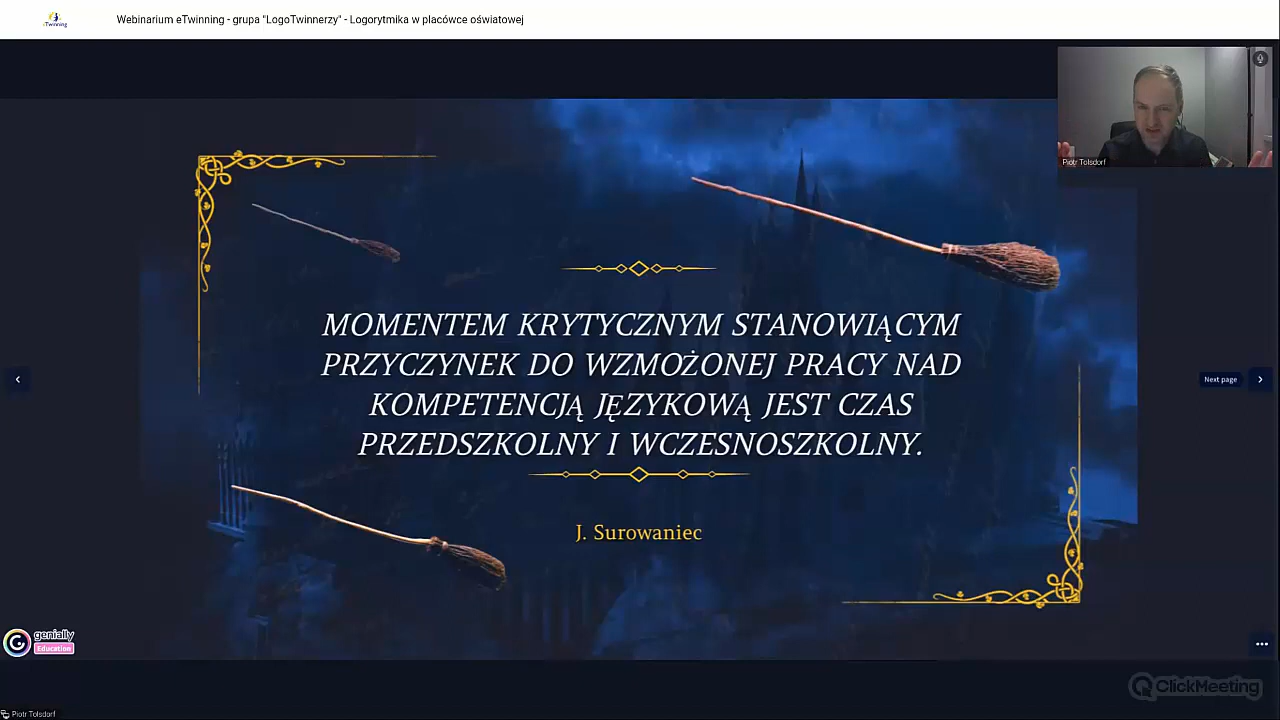 eTwinning
Webinarium eTwinning - grupa "LogoTwinnerzy" - Logorytmika w placówce oświatowej
Piotr Tolsdorf
MOMENTEM KRYTYCZNYM STANOWIĄCYM
PRZYCZYNEK DO WZMOŻONEJ PRACY NAD
KOMPETENCJĄ JĘZYKOWĄ JEST CZAS
PRZEDSZKOLNY I WCZESNOSZKOLNY.
Next page
J. Surowaniec
genially
Education
ClickMeeting
Piotr Tolsdorf